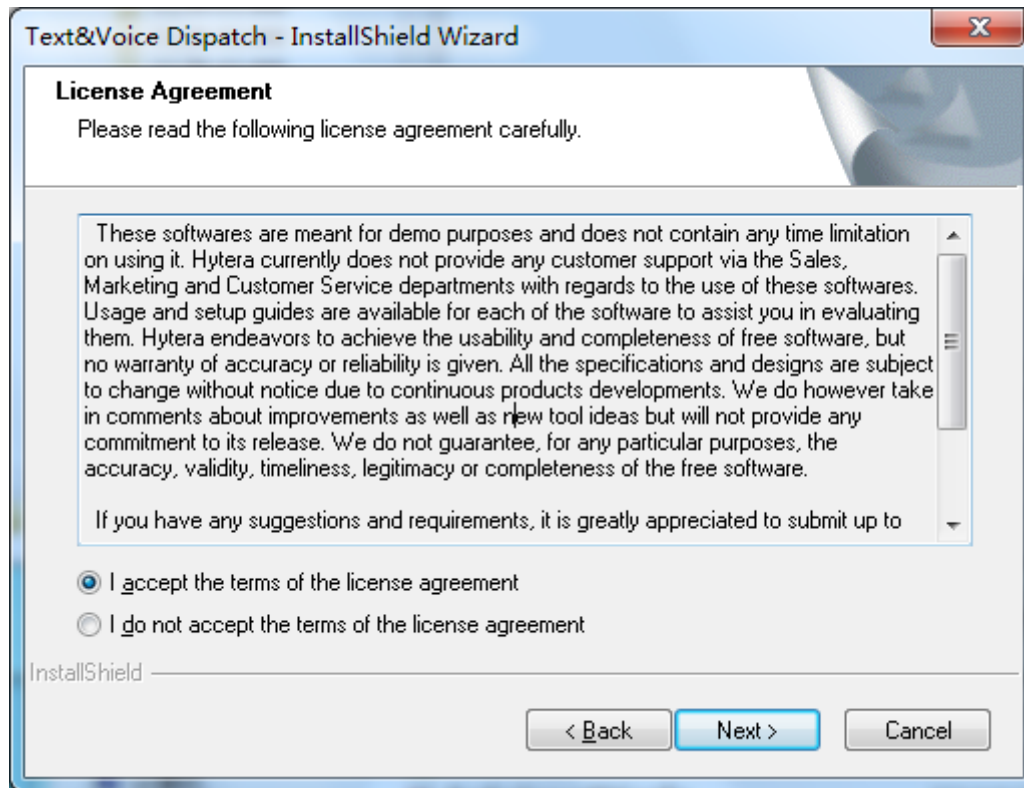 Text&Voice Dispatch - InstallShield Wizard
License Agreement
Please read the following license agreement carefully.
These softwares are meant for demo purposes and does not contain any time limitation
on using it. Hytera currently does not provide any customer support via the Sales,
Marketing and Customer Service departments with regards to the use of these softwares.
Usage and setup guides are available for each of the software to assist you in evaluating
them. Hytera endeavors to achieve the usability and completeness of free software, but
no warranty of accuracy or reliability is given. All the specifications and designs are subject
to change without notice due to continuous products developments. We do however take
in comments about improvements as well as new tool ideas but will not provide any
commitment to its release. We do not guarantee, for any particular purposes, the
accuracy, validity, timeliness, legitimacy or completeness of the free software.
If you have any suggestions and requirements, it is greatly appreciated to submit up to
I accept the terms of the license agreement
I do not accept the terms of the license agreement
InstallShield
< Back Next > Cancel